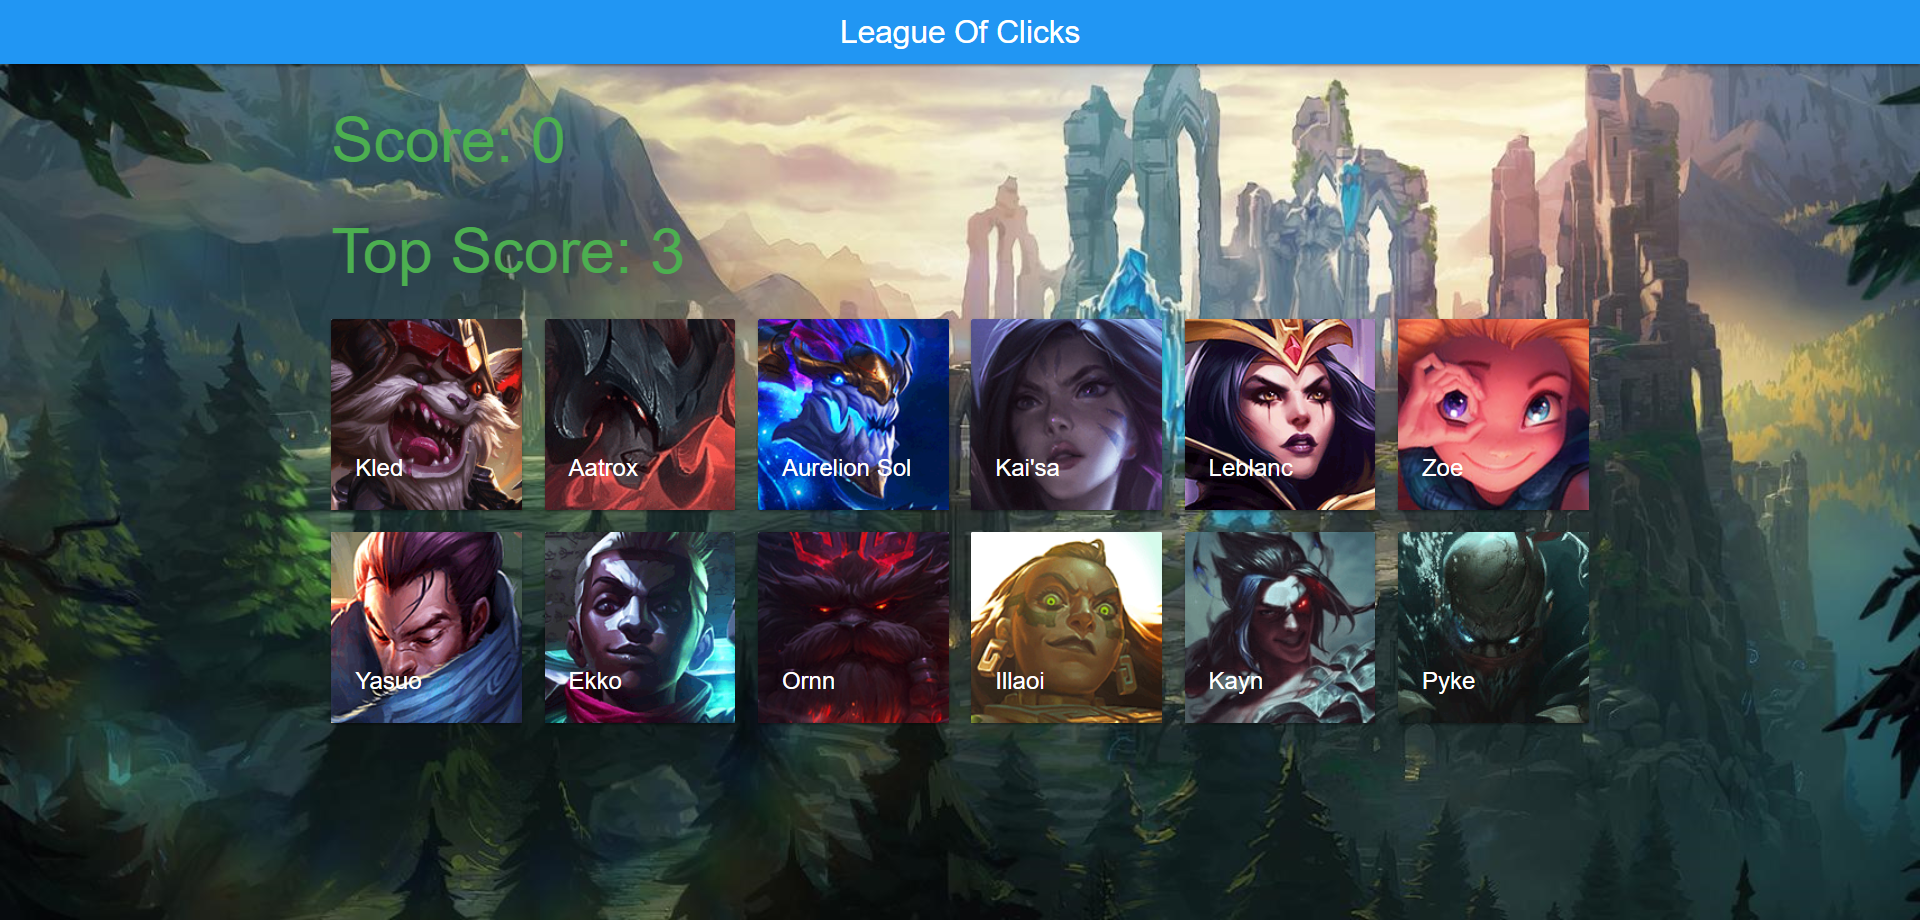 League Of Clicks
Score: 0
Top Score: 3
Kled
Aatrox
Aurelion Sol
Kai'sa
Leblanc
Zoe
Yasuo
Ekko
Ornn
Illaoi
Kayn
Pyke